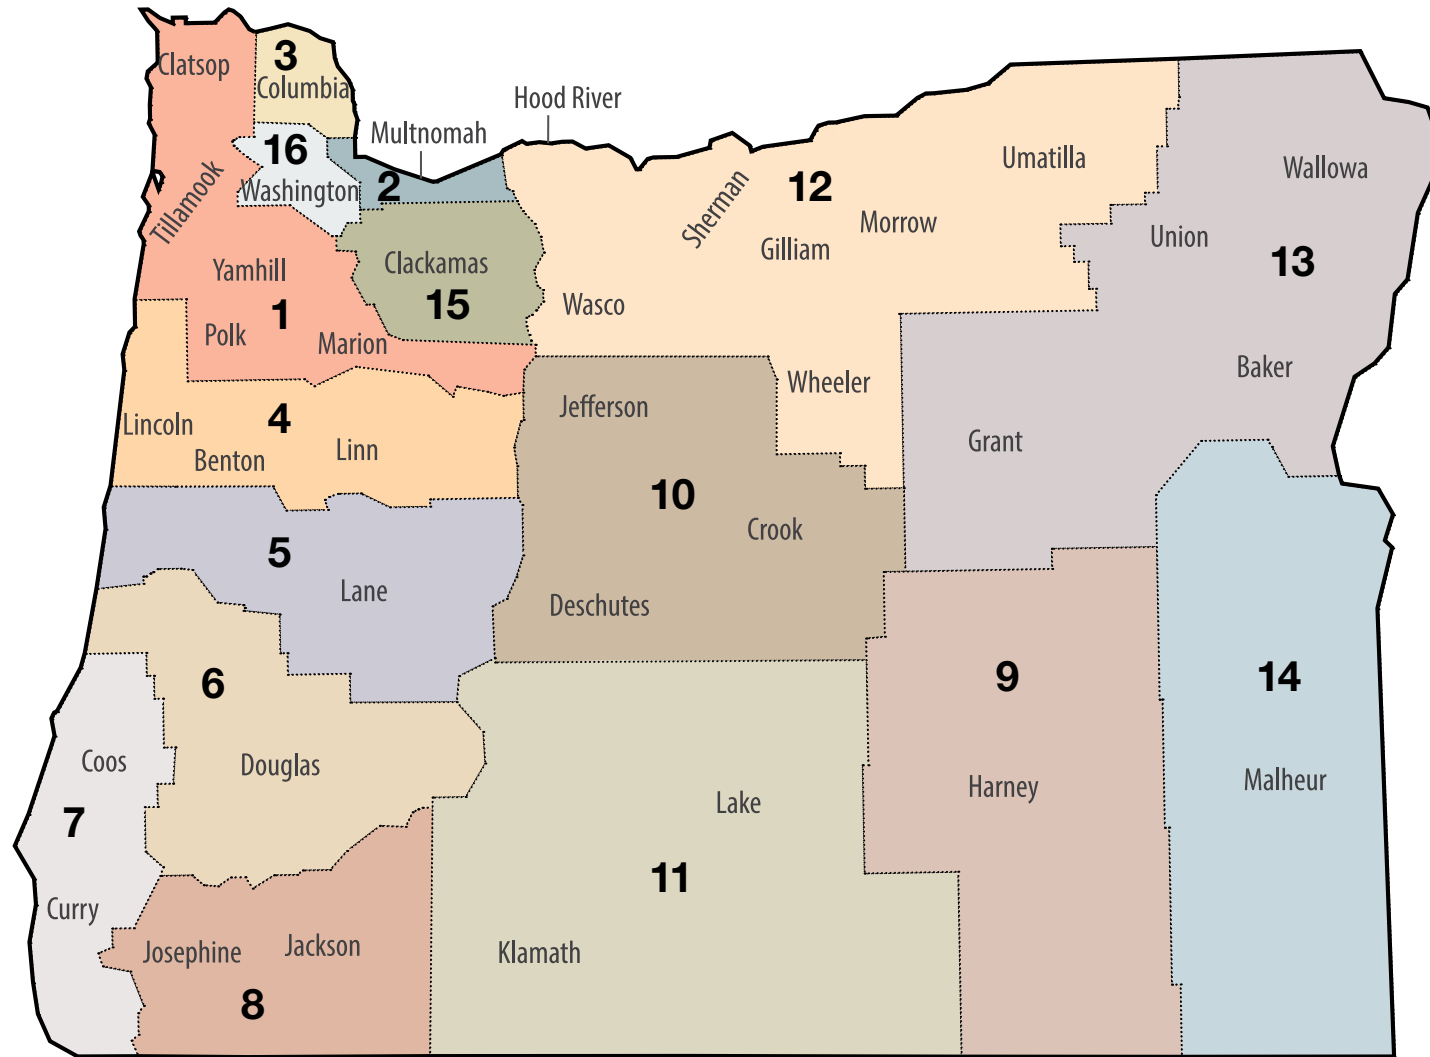 Clatsop
3
Columbia
Hood River
Multnomah
16
Washington
2
Tillamook
Sherman
12
Umatilla
Wallowa
Morrow
Gilliam
Union
13
Yamhill
Clackamas
15
1
Wasco
Polk
Marion
Wheeler
Baker
Jefferson
Lincoln
4
Benton
Linn
Grant
10
Crook
5
Lane
Deschutes
6
9
14
Coos
Douglas
Lake
Harney
Malheur
7
11
Curry
Josephine
Jackson
Klamath
8